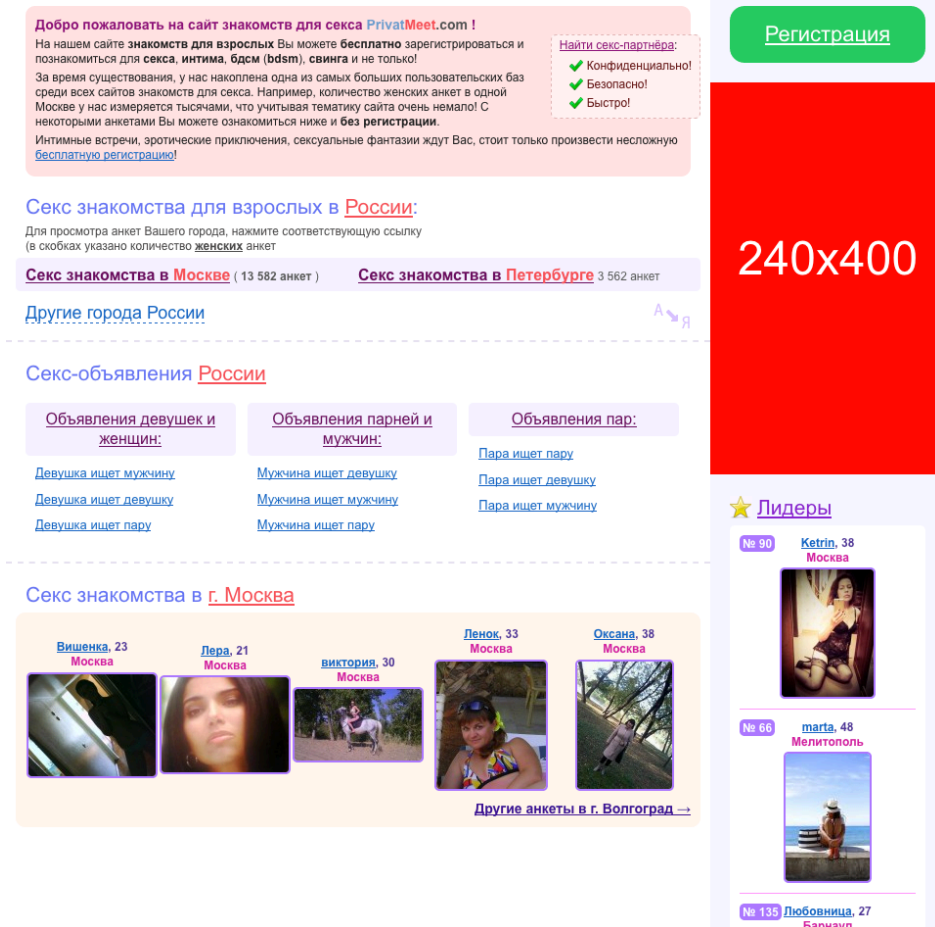 Добро пожаловать на сайт знакомств для секса PrivatMeet.com !
На нашем сайте знакомств для взрослых Вы можете бесплатно зарегистрироваться и
познакомиться для секса, интима, бдсм (bdsm), свинга и не только!
За время существования, у нас накоплена одна из самых больших пользовательских баз
среди всех сайтов знакомств для секса. Например, количество женских анкет в одной
Москве у нас измеряется тысячами, что учитывая тематику сайта очень немало! С
некоторыми анкетами Вы можете ознакомиться ниже и без регистрации.
Интимные встречи, эротические приключения, сексуальные фантазии ждут Вас, стоит только произвести несложную
бесплатную регистрацию!
Найти секс-партнёра:
Конфиденциально!
Безопасно!
Быстро!
Секс знакомства для взрослых в России:
Для просмотра анкет Вашего города, нажмите соответствующую ссылку
(в скобках указано количество женских анкет
Секс знакомства в Москве ( 13 582 анкет )
Секс знакомства в Петербурге 3 562 анкет
Другие города России
А Я
Секс-объявления России
Объявления девушек и
женщин:
Девушка ищет мужчину
Девушка ищет девушку
Девушка ищет пару
Объявления парней и
мужчин:
Мужчина ищет девушку
Мужчина ищет мужчину
Мужчина ищет пару
Объявления пар:
Пара ищет пару
Пара ищет девушку
Пара ищет мужчину
Секс знакомства в г. Москва
Вишенка, 23
Москва
Лера, 21
Москва
виктория, 30
Москва
Ленок, 33
Москва
Оксана, 38
Москва
Другие анкеты в г. Волгоград →
Регистрация
240x400
Лидеры
№ 90
Ketrin, 38
Москва
№ 66
marta, 48
Мелитополь
№ 135
Любовница, 27
Барнаул